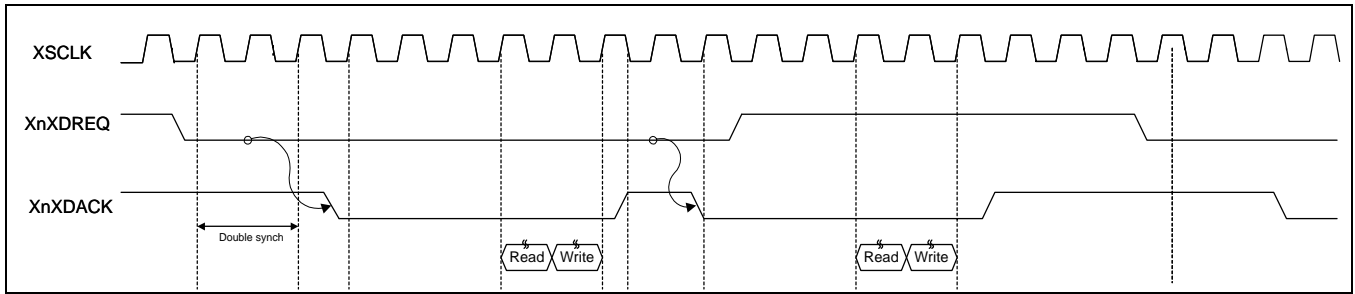 XSCLK
XnXDREQ
XnXDACK
Double synch
Read Write Read Write